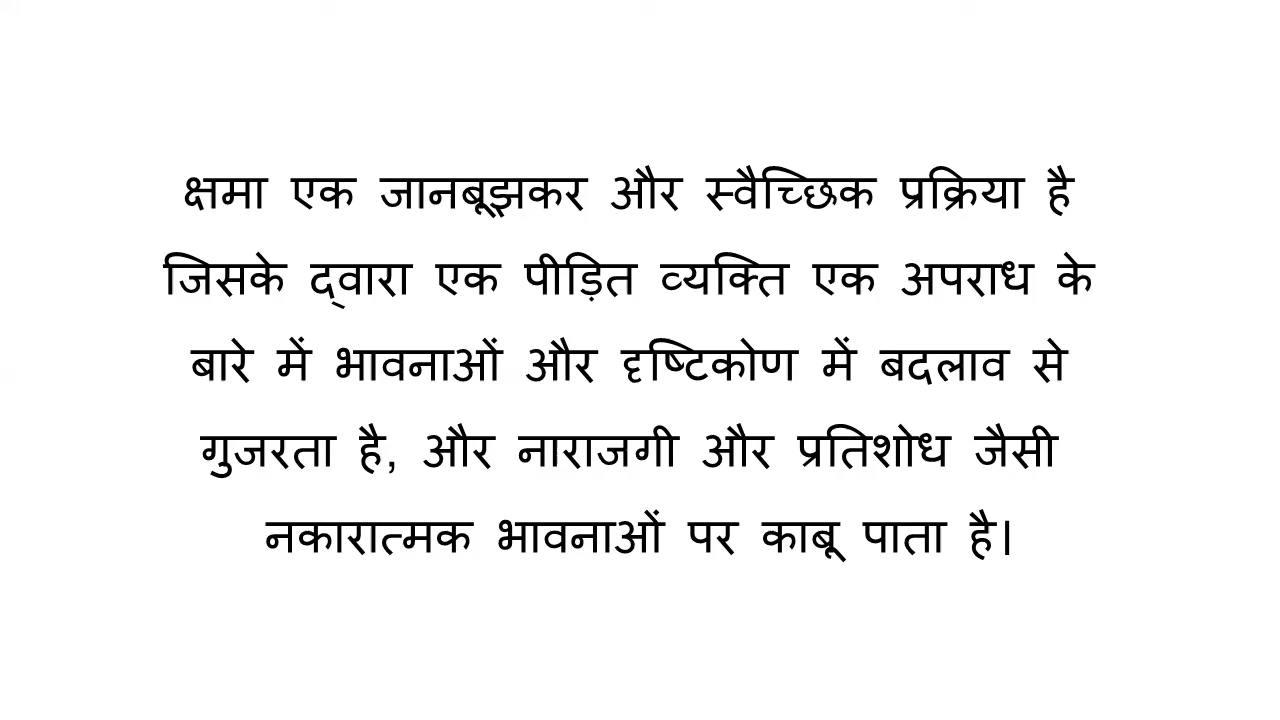 क्षमा एक जानबूझकर और स्वैच्छिक प्रक्रिया है
जिसके द्वारा एक पीड़ित व्यक्ति एक अपराध के
बारे में भावनाओं और दृष्टिकोण में बदलाव से
गुजरता है, और नाराजगी और प्रतिशोध जैसी
नकारात्मक भावनाओं पर काबू पाता है।